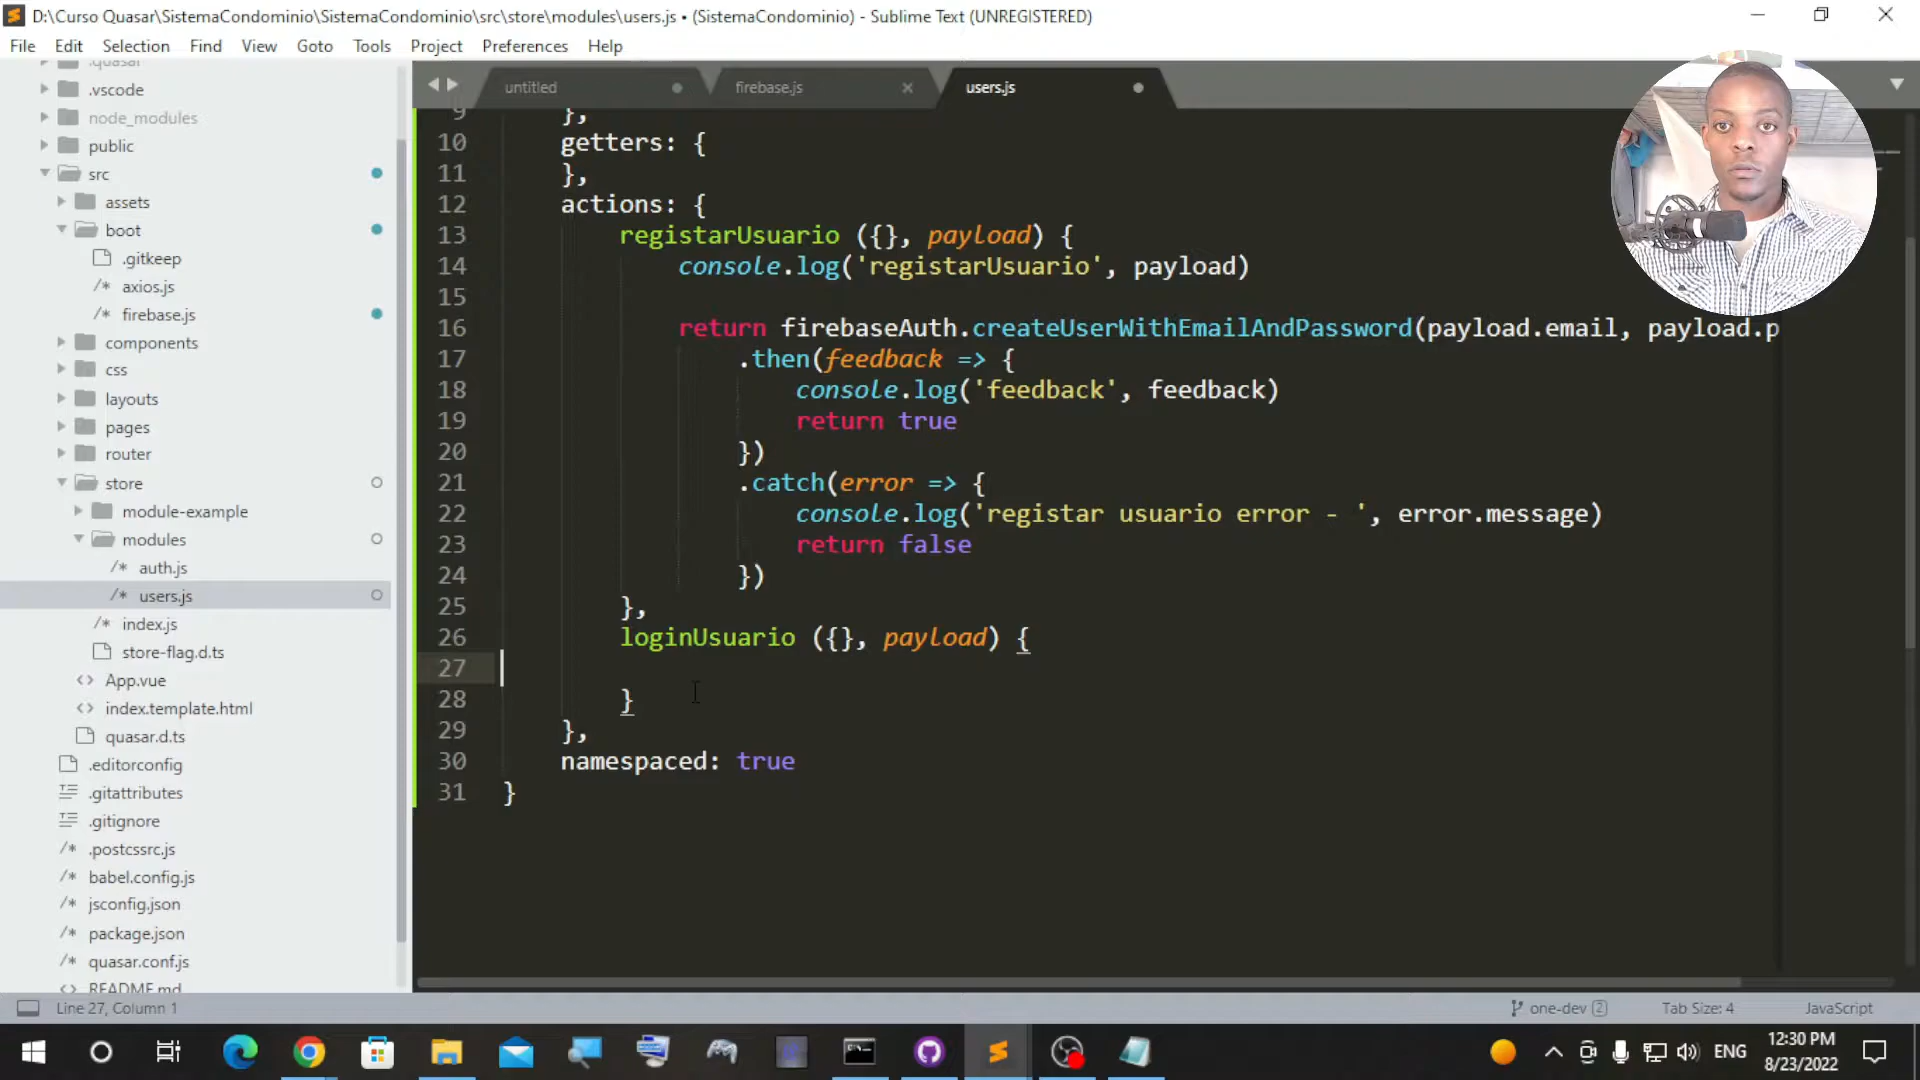 D:\Curso Quasar\SistemaCondominio\SistemaCondominio\src\store\modules\users.js • (SistemaCondominio) - Sublime Text (UNREGISTERED)
File Edit Selection Find View Goto Tools Project Preferences Help
.quasar
.vscode
node_modules
public
src
assets
boot
.gitkeep
/* axios.js
/* firebase.js
components
css
layouts
pages
router
store
module-example
modules
/* auth.js
/* users.js
/* index.js
store-flag.d.ts
<> App.vue
<> index.template.html
quasar.d.ts
.editorconfig
.gitattributes
.gitignore
/* .postcssrc.js
/* babel.config.js
/* jsconfig.json
/* package.json
/* quasar.conf.js
<> README.md
untitled firebase.js × users.js
9 },
10 getters: {
11 },
12 actions: {
13 registarUsuario ({}, payload) {
14 console.log('registarUsuario', payload)
15
16 return firebaseAuth.createUserWithEmailAndPassword(payload.email, payload.p
17 .then(feedback => {
18 console.log('feedback', feedback)
19 return true
20 })
21 .catch(error => {
22 console.log('registar usuario error - ', error.message)
23 return false
24 })
25 },
26 loginUsuario ({}, payload) {
27
28 }
29 },
30 namespaced: true
31 }
Line 27, Column 1 one-dev 2 Tab Size: 4 JavaScript
ENG 12:30 PM
8/23/2022